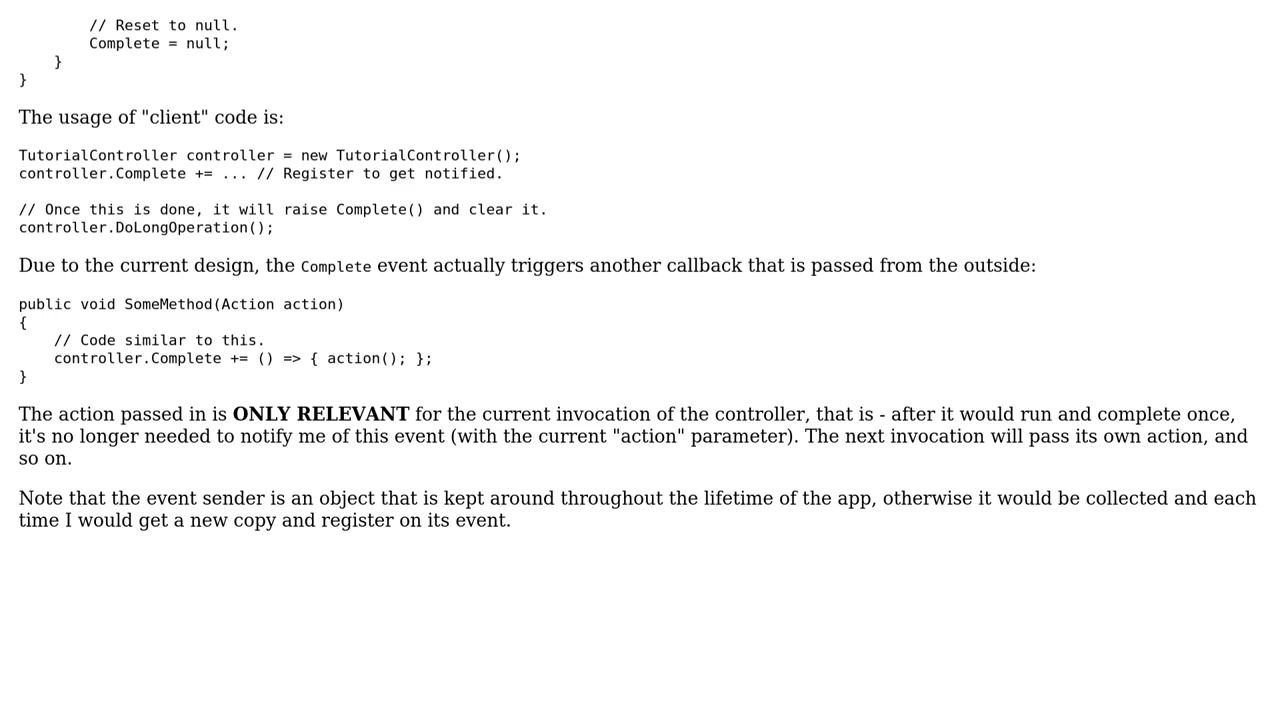 // Reset to null.
        Complete = null;
    }
}
The usage of "client" code is:
TutorialController controller = new TutorialController();
controller.Complete += ... // Register to get notified.
// Once this is done, it will raise Complete() and clear it.
controller.DoLongOperation();
Due to the current design, the Complete event actually triggers another callback that is passed from the outside:
public void SomeMethod(Action action)
{
    // Code similar to this.
    controller.Complete += () => { action(); };
}
The action passed in is ONLY RELEVANT for the current invocation of the controller, that is - after it would run and complete once,
it's no longer needed to notify me of this event (with the current "action" parameter). The next invocation will pass its own action, and
so on.
Note that the event sender is an object that is kept around throughout the lifetime of the app, otherwise it would be collected and each
time I would get a new copy and register on its event.